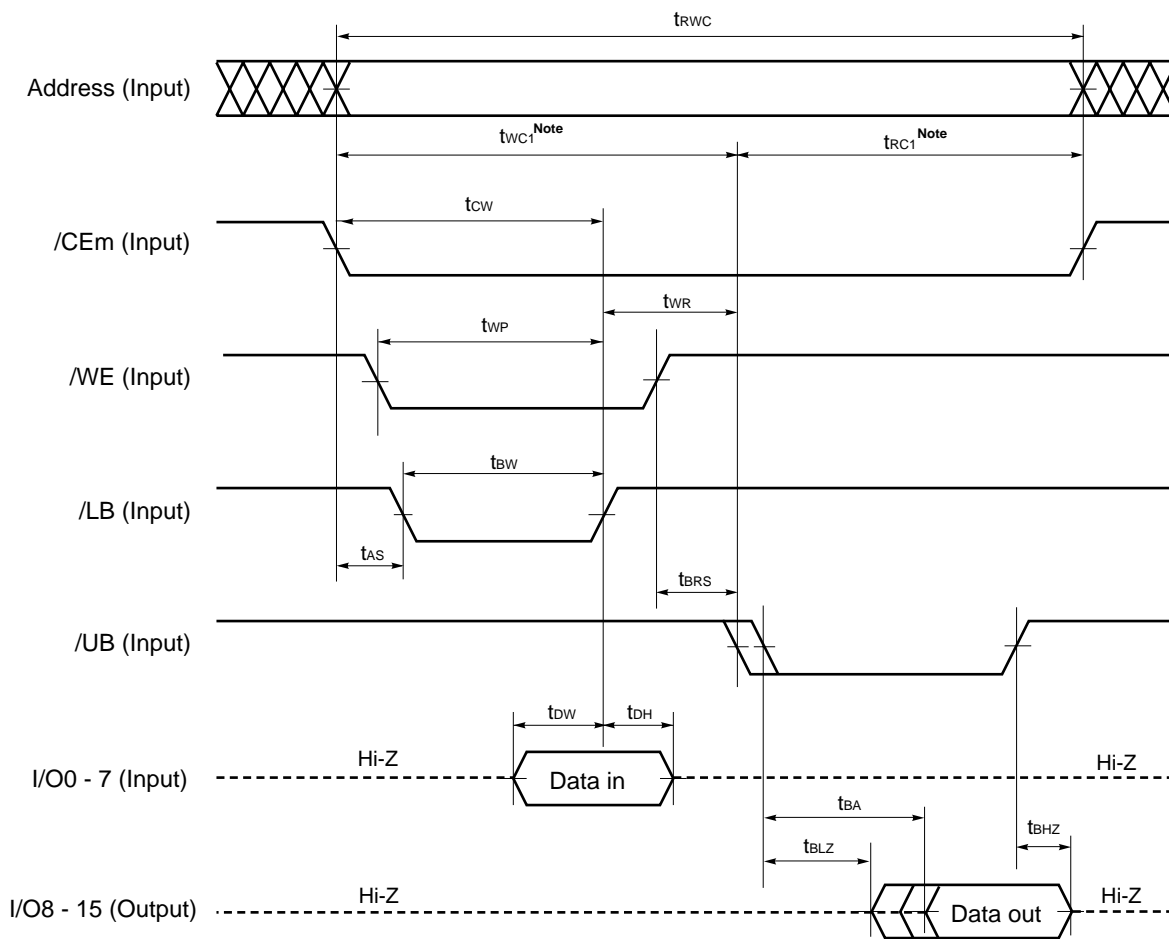 tRWC
Address (Input)
tWC1Note
tRC1Note
tCW
/CEm (Input)
tWR
tWP
/WE (Input)
tBW
/LB (Input)
tAS
tBRS
/UB (Input)
tDW
tDH
Hi-Z
Data in
Hi-Z
I/O0 - 7 (Input)
tBA
tBHZ
tBLZ
Hi-Z
Data out
Hi-Z
I/O8 - 15 (Output)